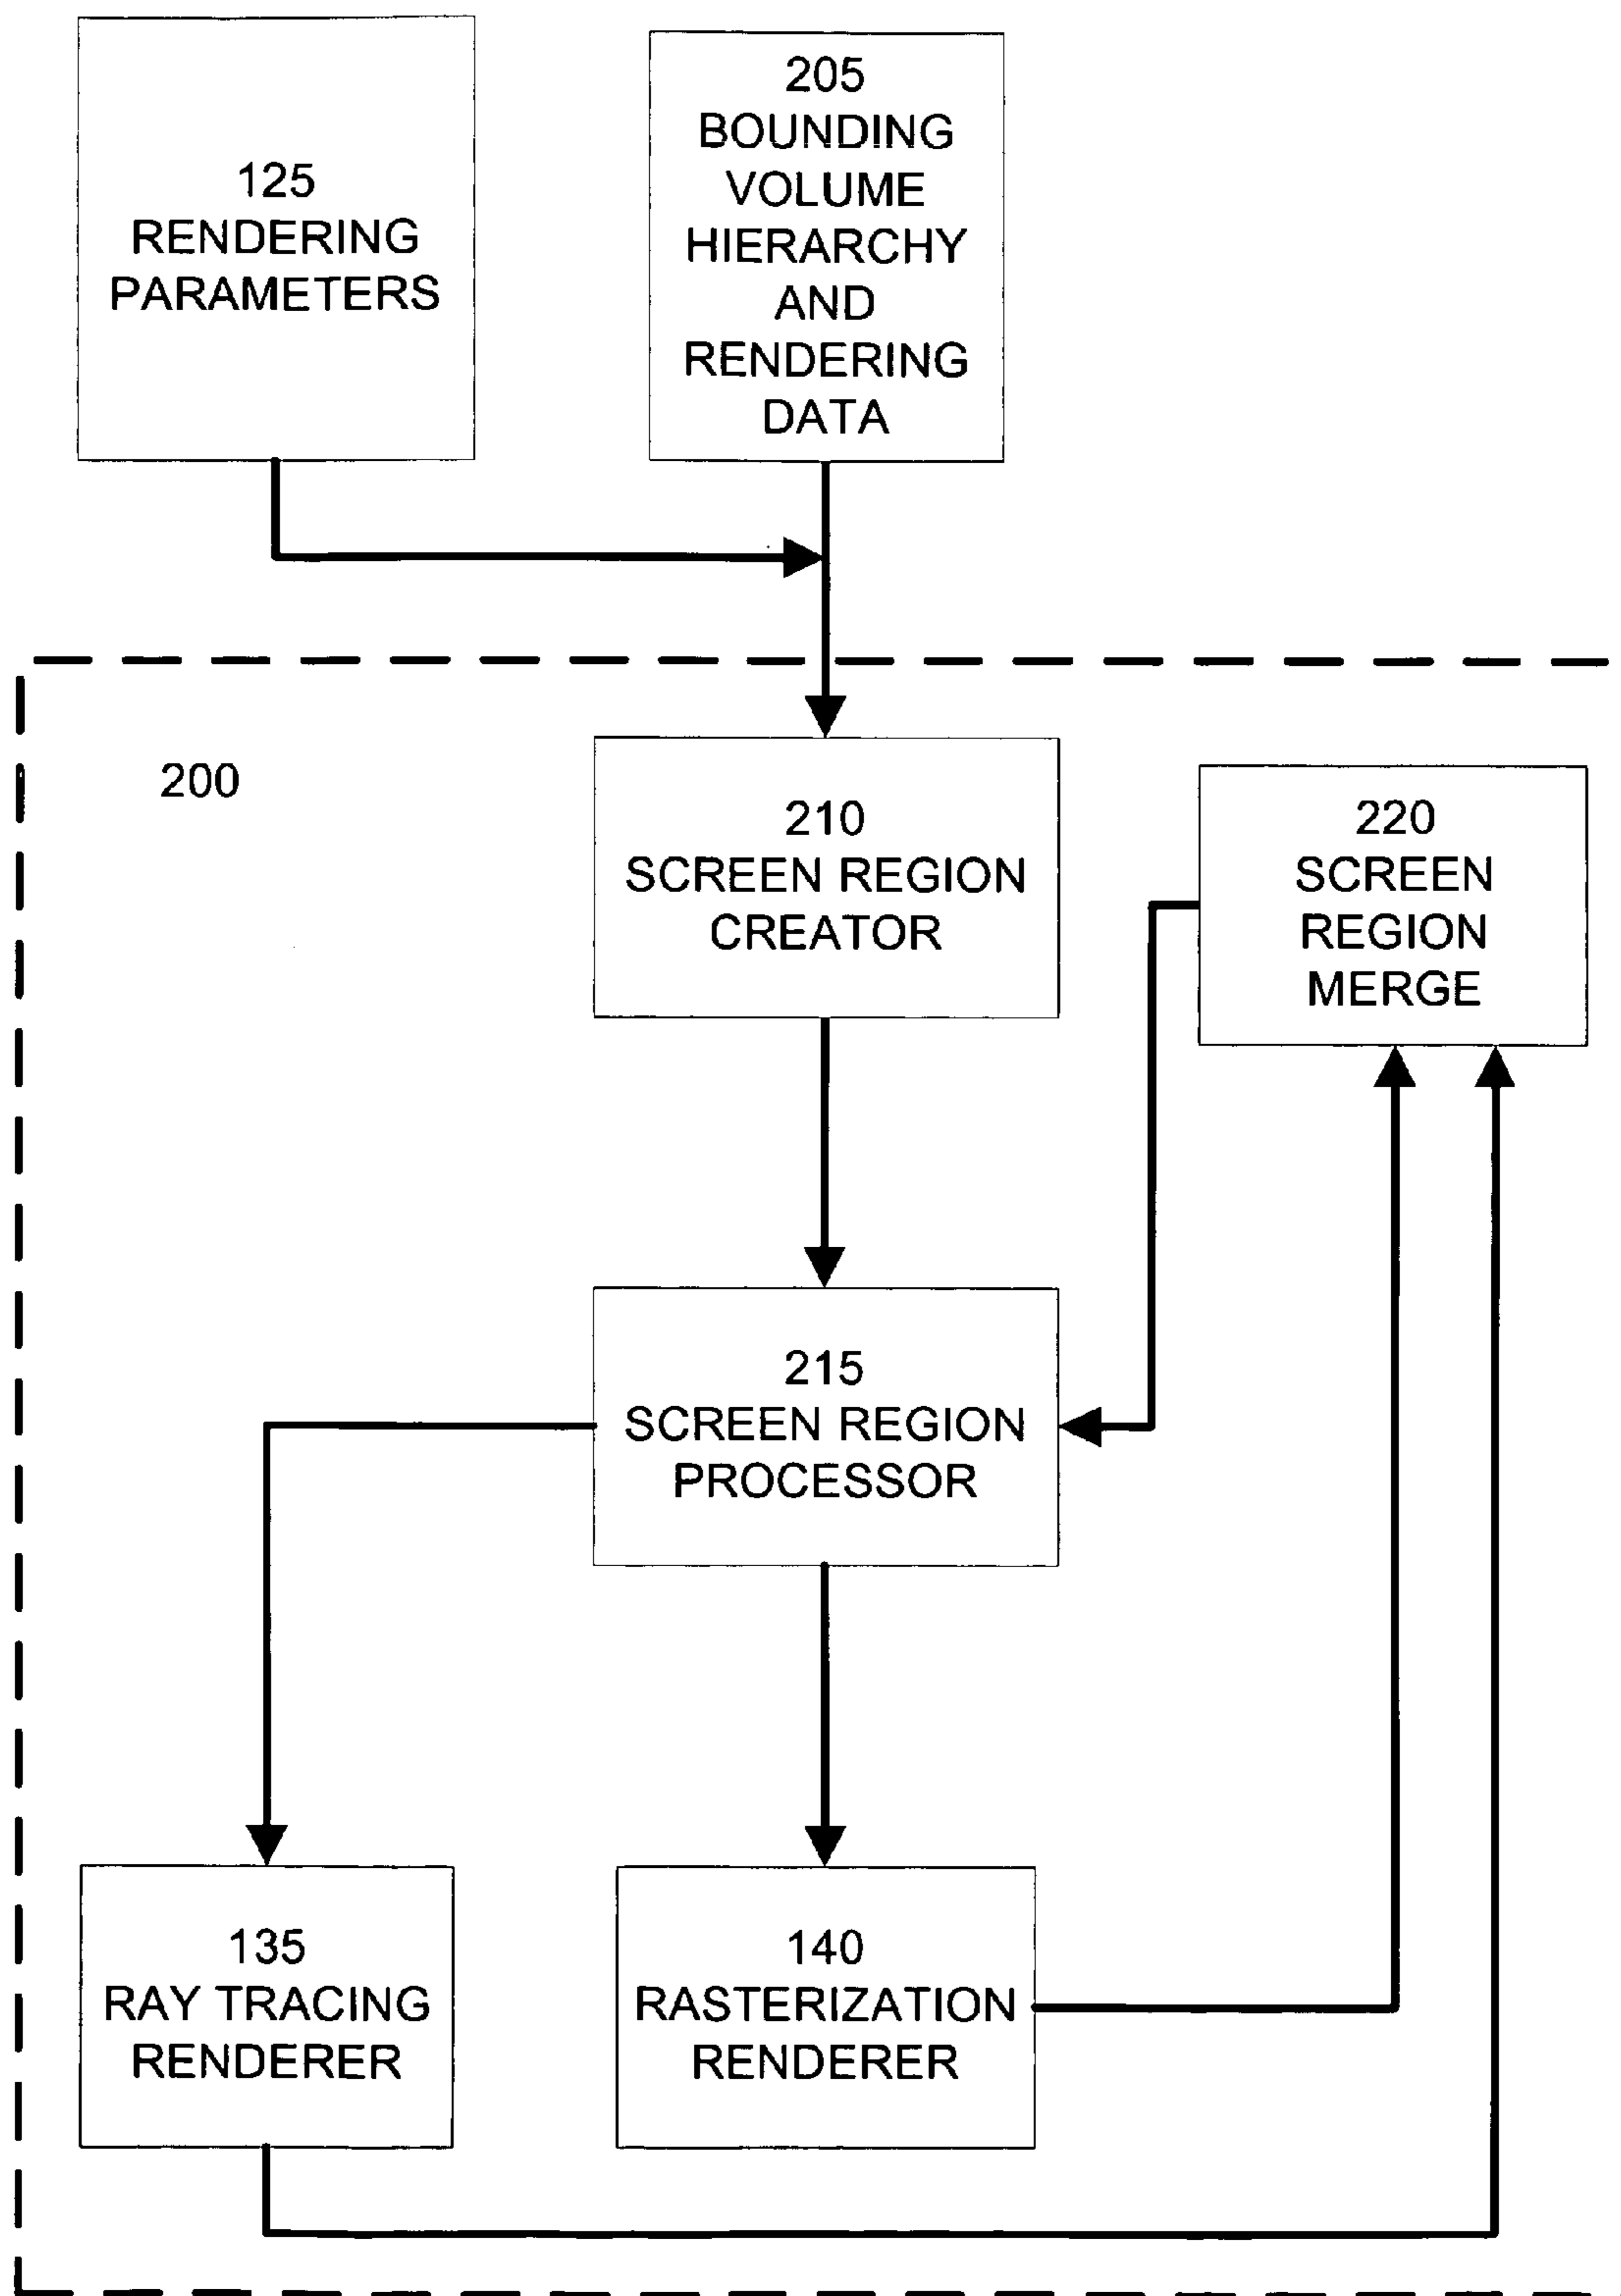 125
RENDERING
PARAMETERS
205
BOUNDING
VOLUME
HIERARCHY
AND
RENDERING
DATA
200
210
SCREEN REGION
CREATOR
220
SCREEN
REGION
MERGE
215
SCREEN REGION
PROCESSOR
135
RAY TRACING
RENDERER
140
RASTERIZATION
RENDERER